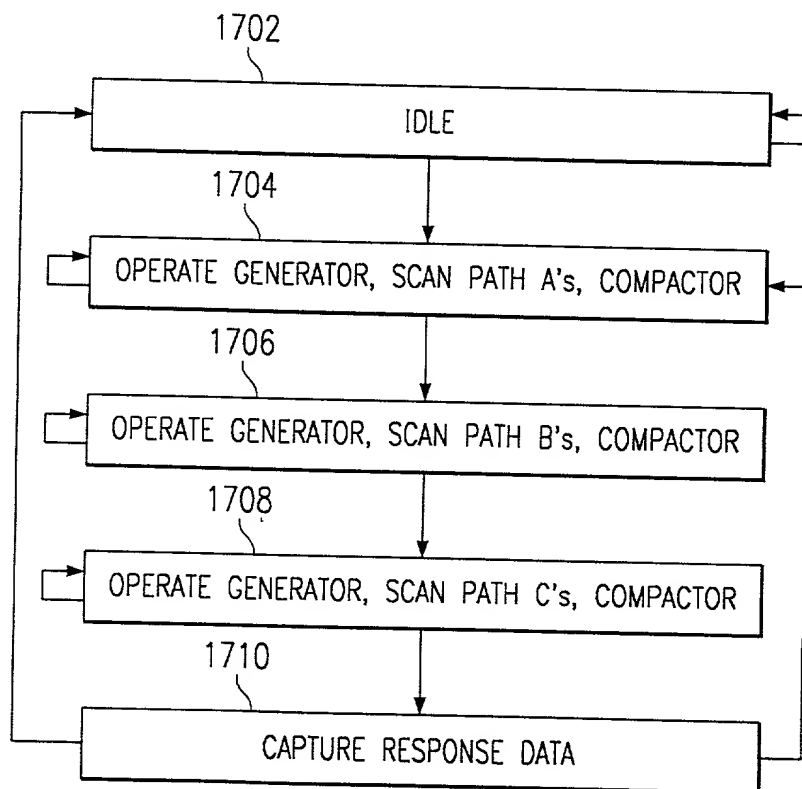 1702
IDLE
1704
OPERATE GENERATOR, SCAN PATH A's, COMPACTOR
1706
OPERATE GENERATOR, SCAN PATH B's, COMPACTOR
1708
OPERATE GENERATOR, SCAN PATH C's, COMPACTOR
1710
CAPTURE RESPONSE DATA